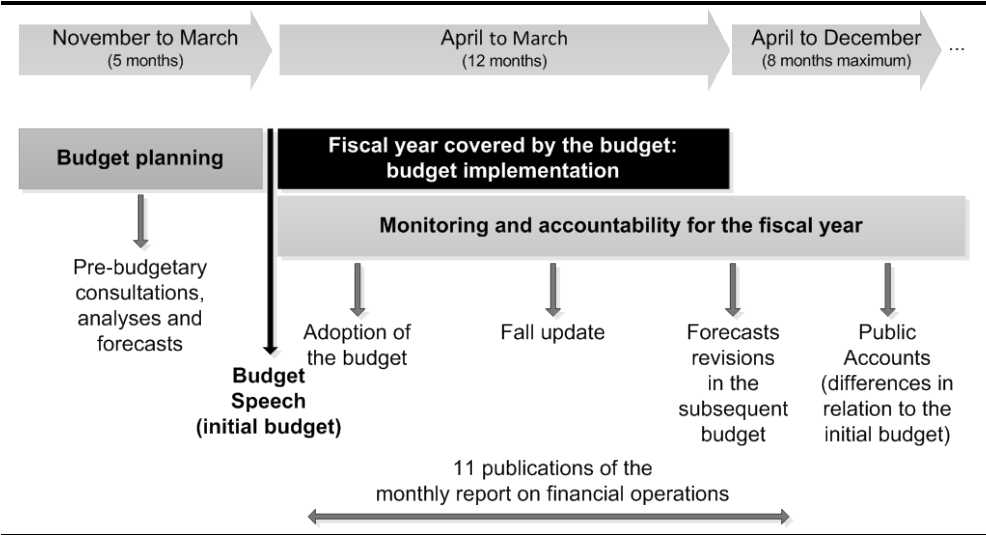 November to March
(5 months)
April to March
(12 months)
April to December
(8 months maximum)
...
Budget planning
Fiscal year covered by the budget:
budget implementation
Monitoring and accountability for the fiscal year
Pre-budgetary
consultations,
analyses and
forecasts
Budget
Speech
(initial budget)
Adoption of
the budget
Fall update
Forecasts
revisions
in the
subsequent
budget
Public
Accounts
(differences in
relation to the
initial budget)
11 publications of the
monthly report on financial operations